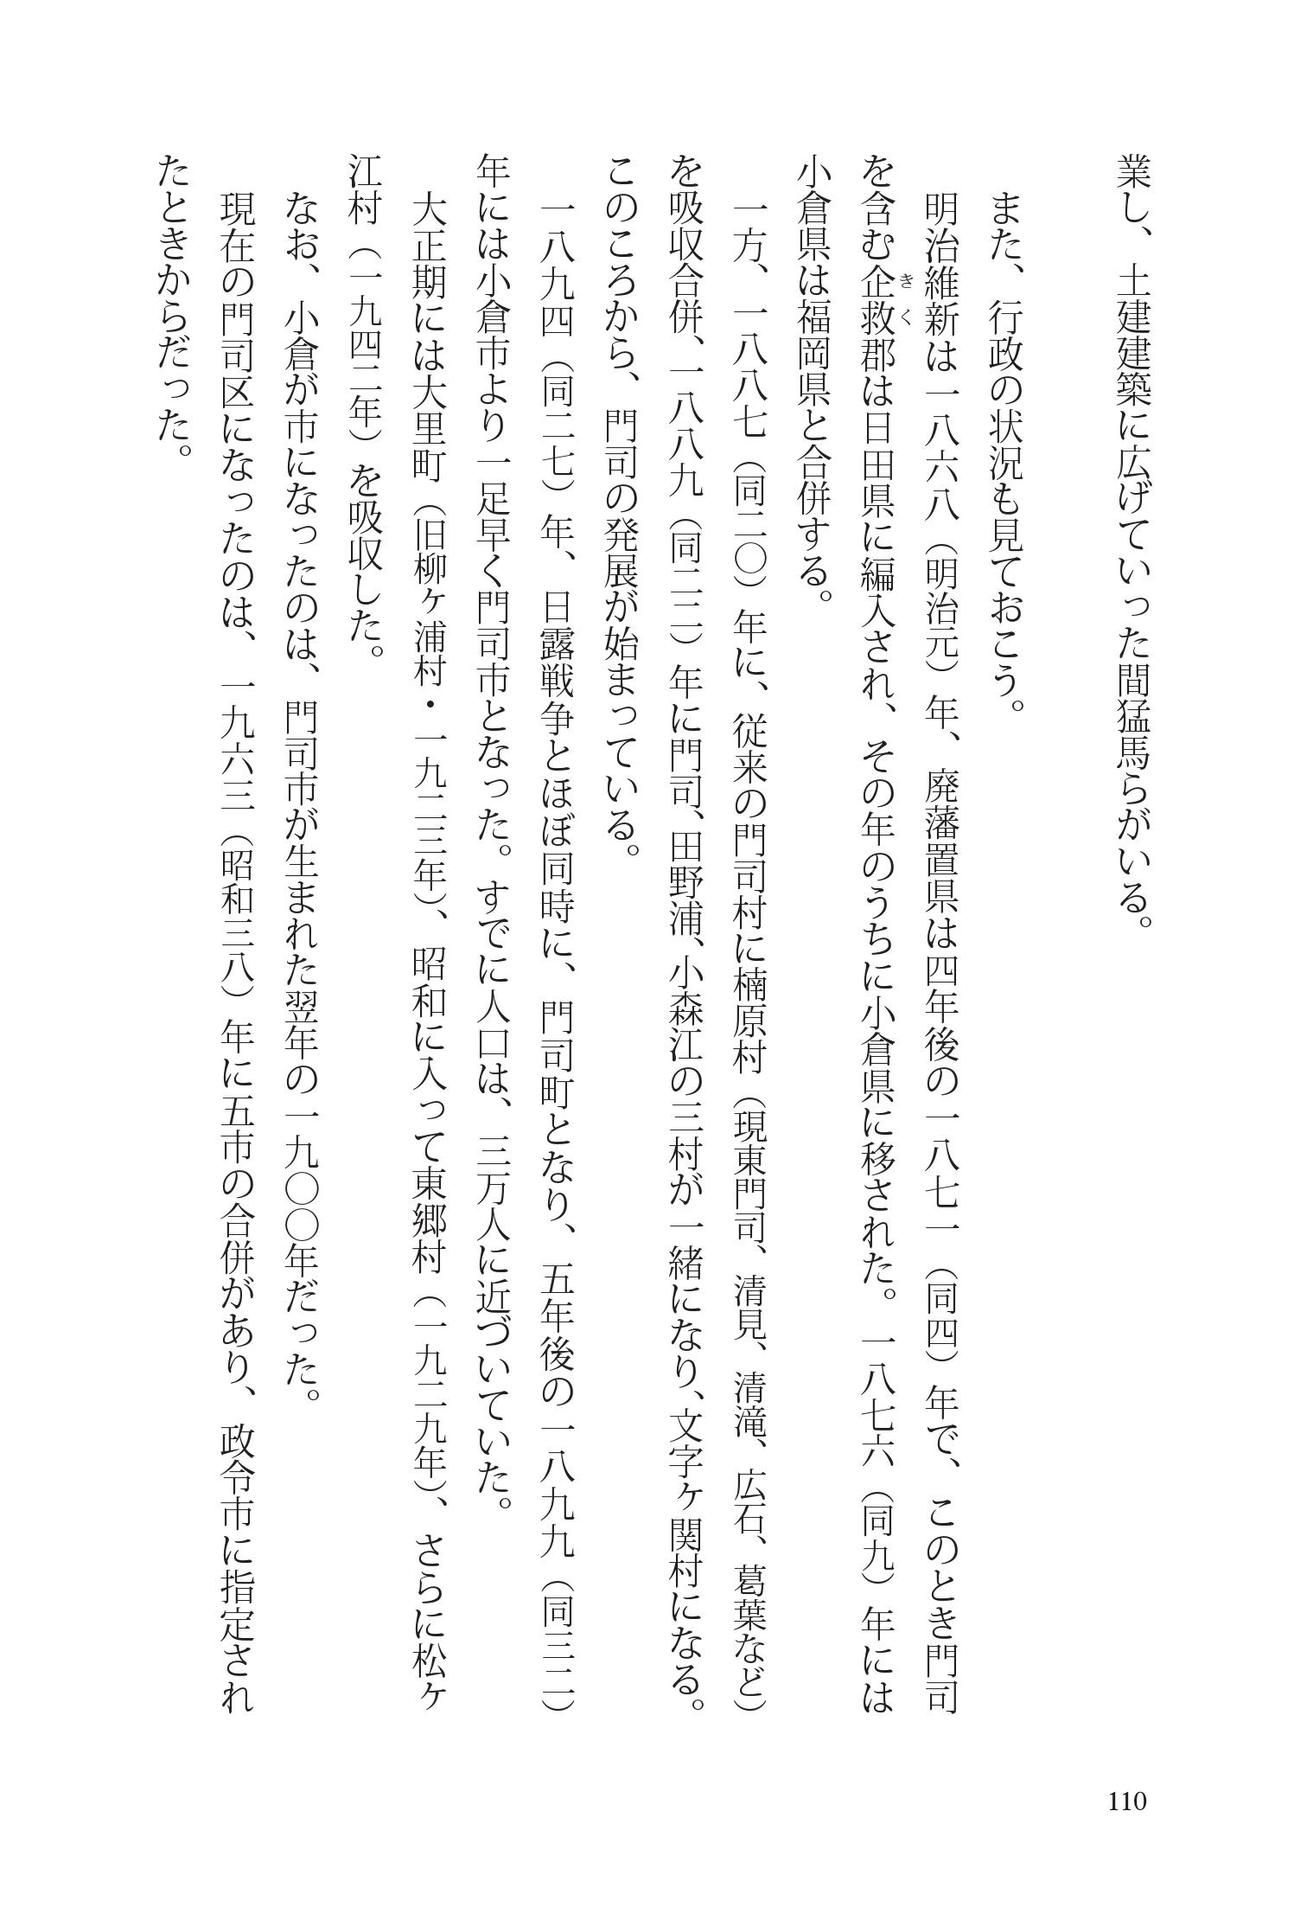 業し、土建建築に広げていった間猛馬らがいる。
また、行政の状況も見ておこう。
明治維新は一八六八（明治元）年、廃藩置県は四年後の一八七一（同四）年で、このとき門司
を含む企救郡は日田県に編入され、その年のうちに小倉県に移された。一八七六（同九）年には
きく
小倉県は福岡県と合併する。
一方、一八八七（同二〇）年に、従来の門司村に楠原村（現東門司、清見、清滝、広石、葛葉など）
を吸収合併、一八八九（同二二）年に門司、田野浦、小森江の三村が一緒になり、文字ヶ関村になる。
このころから、門司の発展が始まっている。
一八九四（同二七）年、日露戦争とほぼ同時に、門司町となり、五年後の一八九九（同三二）
年には小倉市より一足早く門司市となった。すでに人口は、三万人に近づいていた。
大正期には大里町（旧柳ヶ浦村・一九二三年）、昭和に入って東郷村（一九二九年）、さらに松ヶ
江村（一九四二年）を吸収した。
なお、小倉が市になったのは、門司市が生まれた翌年の一九〇〇年だった。
現在の門司区になったのは、一九六三（昭和三八）年に五市の合併があり、政令市に指定され
たときからだった。
110